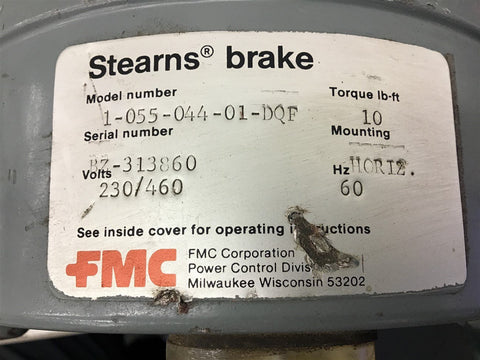 Stearns® brake
Model number Torque lb-ft
1-055-044-01-DQF 10
Serial number Mounting
BZ-313860 HORIZ.
Volts Hz
230/460 60
See inside cover for operating instructions
FMC FMC Corporation
Power Control Divis
Milwaukee Wisconsin 53202